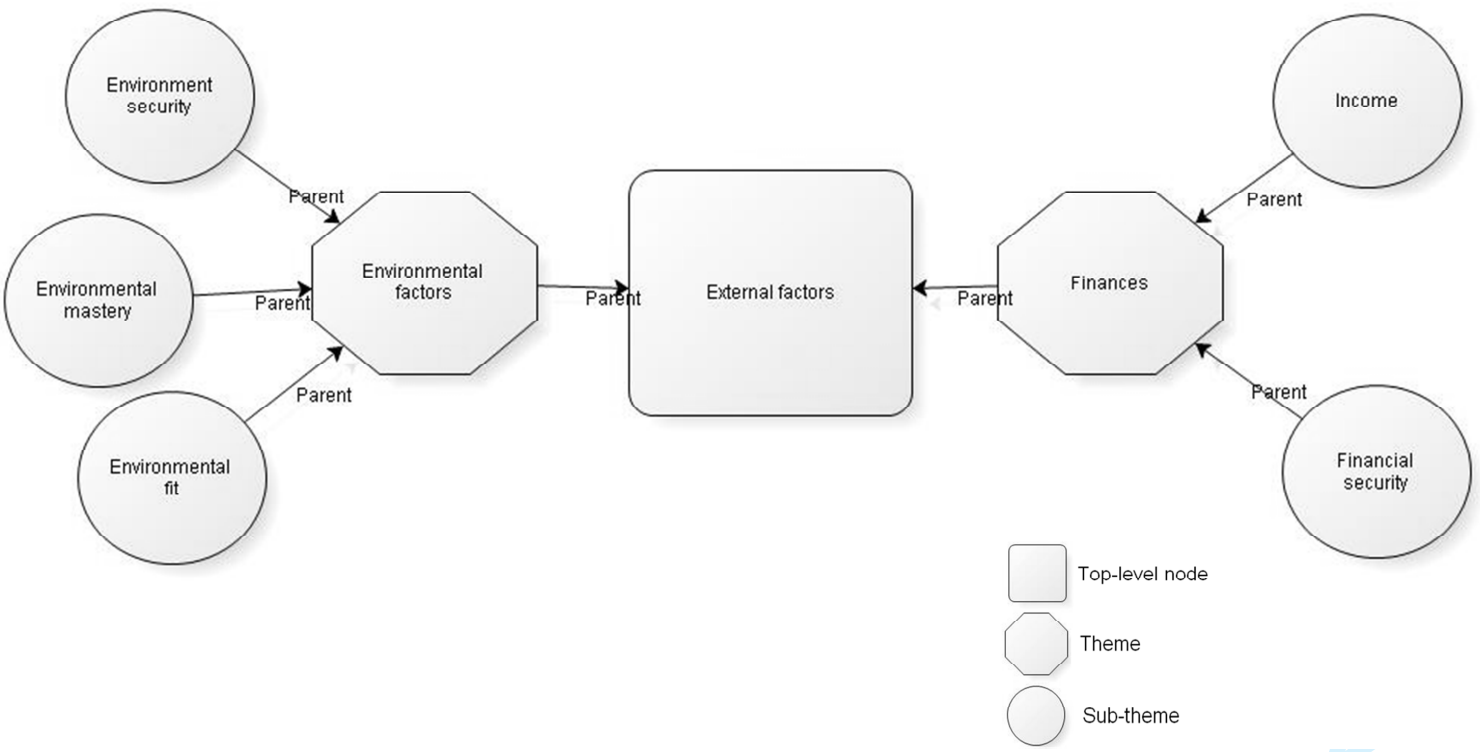 Environment
security
Income
Parent
Parent
Environmental
factors
Finances
Environmental
mastery
Parent
Parent
External factors
Parent
Parent
Parent
Environmental
fit
Financial
security
Top-level node
Theme
Sub-theme